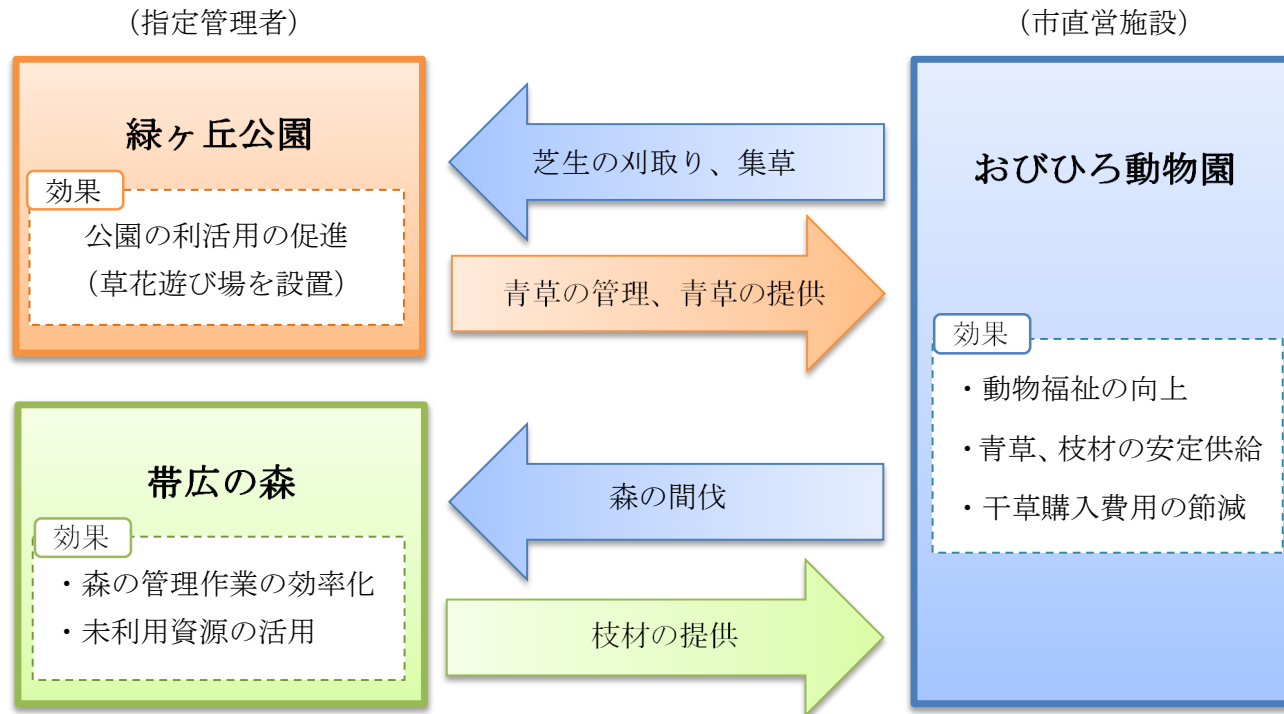 （指定管理者）
緑ヶ丘公園
効果
公園の利活用の促進
（草花遊び場を設置）
芝生の刈取り、集草
青草の管理、青草の提供
帯広の森
効果
・森の管理作業の効率化
・未利用資源の活用
森の間伐
枝材の提供
（市直営施設）
おびひろ動物園
効果
・動物福祉の向上
・青草、枝材の安定供給
・干草購入費用の節減